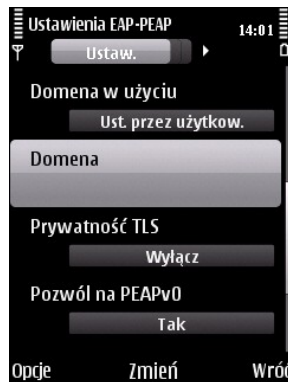 Ustawienia EAP-PEAP
14:01
Ustaw.
Domena w użyciu
Ust. przez użytkow.
Domena
Prywatność TLS
Wyłącz
Pozwól na PEAPv0
Tak
Opcje Zmień Wróć